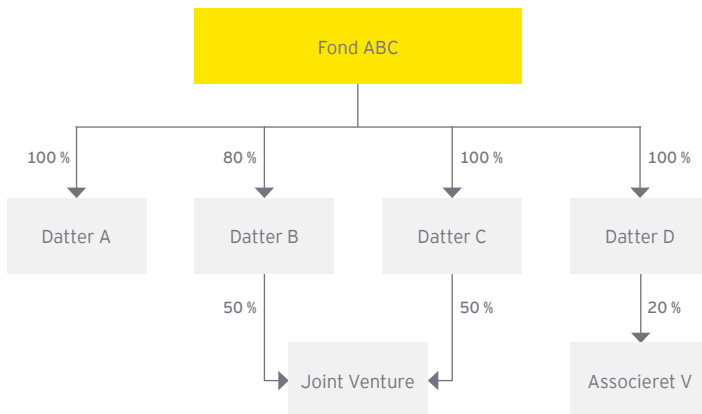 Fond ABC
100 %
80 %
100 %
100 %
Datter A
Datter B
Datter C
Datter D
50 %
50 %
20 %
Joint Venture
Associeret V